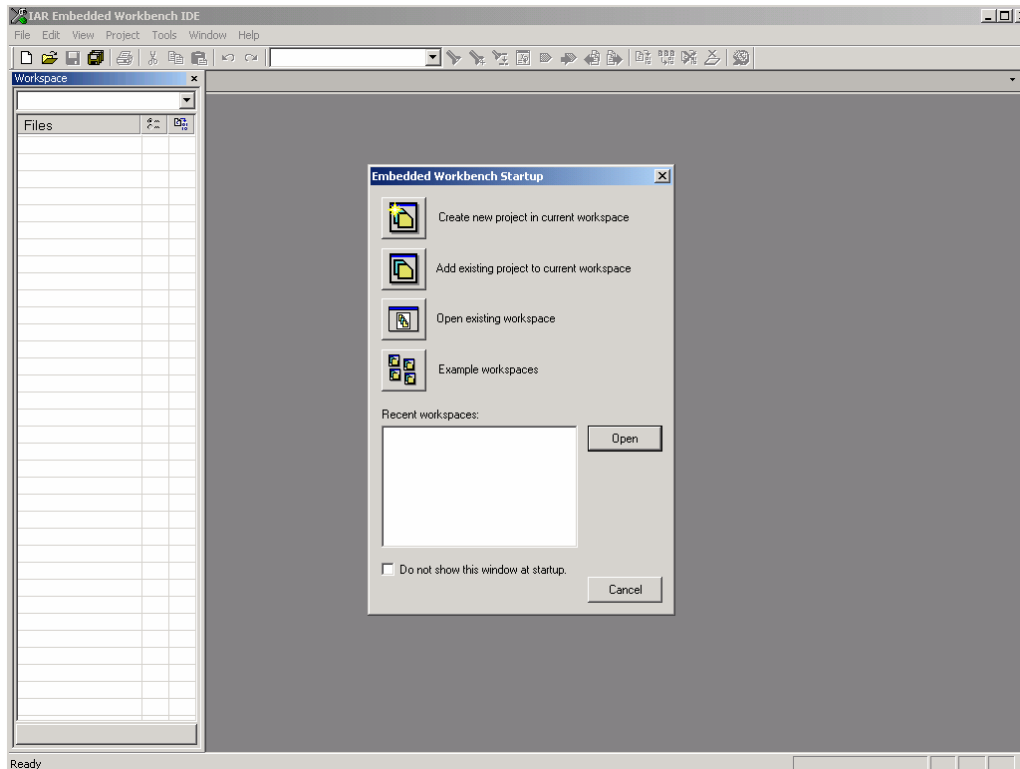 IAR Embedded Workbench IDE
File Edit View Project Tools Window Help
Workspace
Files
Embedded Workbench Startup
Create new project in current workspace
Add existing project to current workspace
Open existing workspace
Example workspaces
Recent workspaces:
Open
Do not show this window at startup.
Cancel
Ready